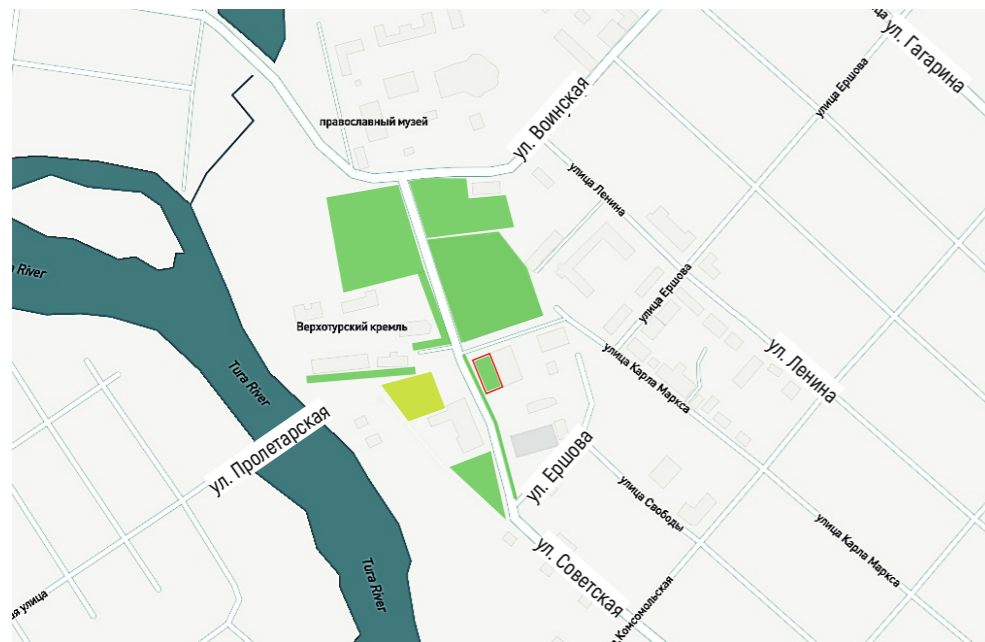 ул. Гагарина
улица Ершова
ул. Воинская
православный музей
улица Ленина
River
Tura River
улица Ершова
Верхотурский кремль
ул. Ленина
улица Карла Маркса
ул. Пролетарская
ул. Ершова
улица Свободы
улица Карла Маркса
ул. Советская
Tura River
Комсомольская
улица